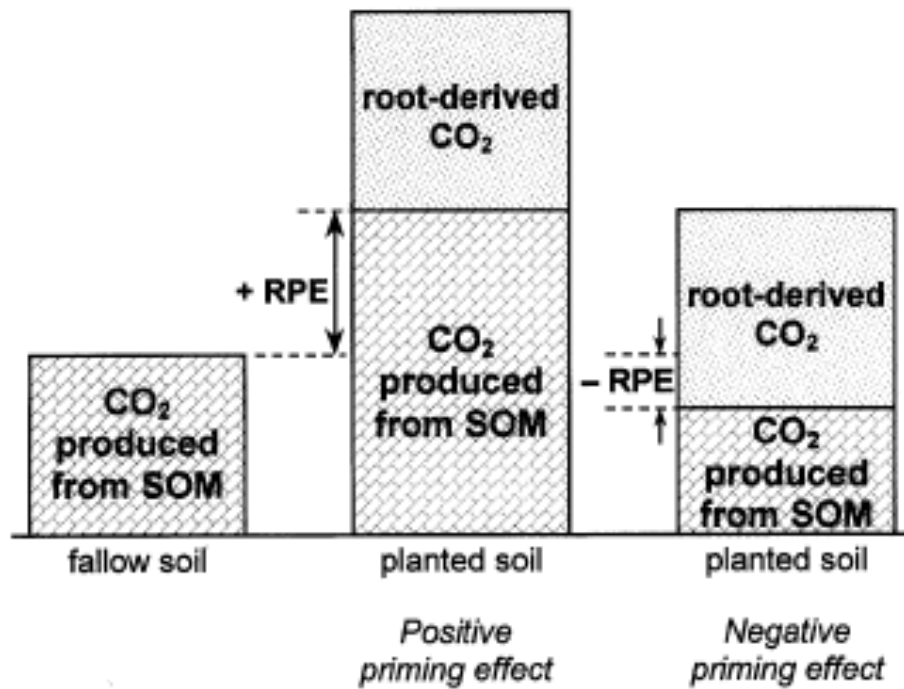 root-derived
CO₂
+ RPE
CO₂
produced
from SOM
CO₂
produced
from SOM
root-derived
CO₂
– RPE
CO₂
produced
from SOM
fallow soil
planted soil
planted soil
Positive
priming effect
Negative
priming effect